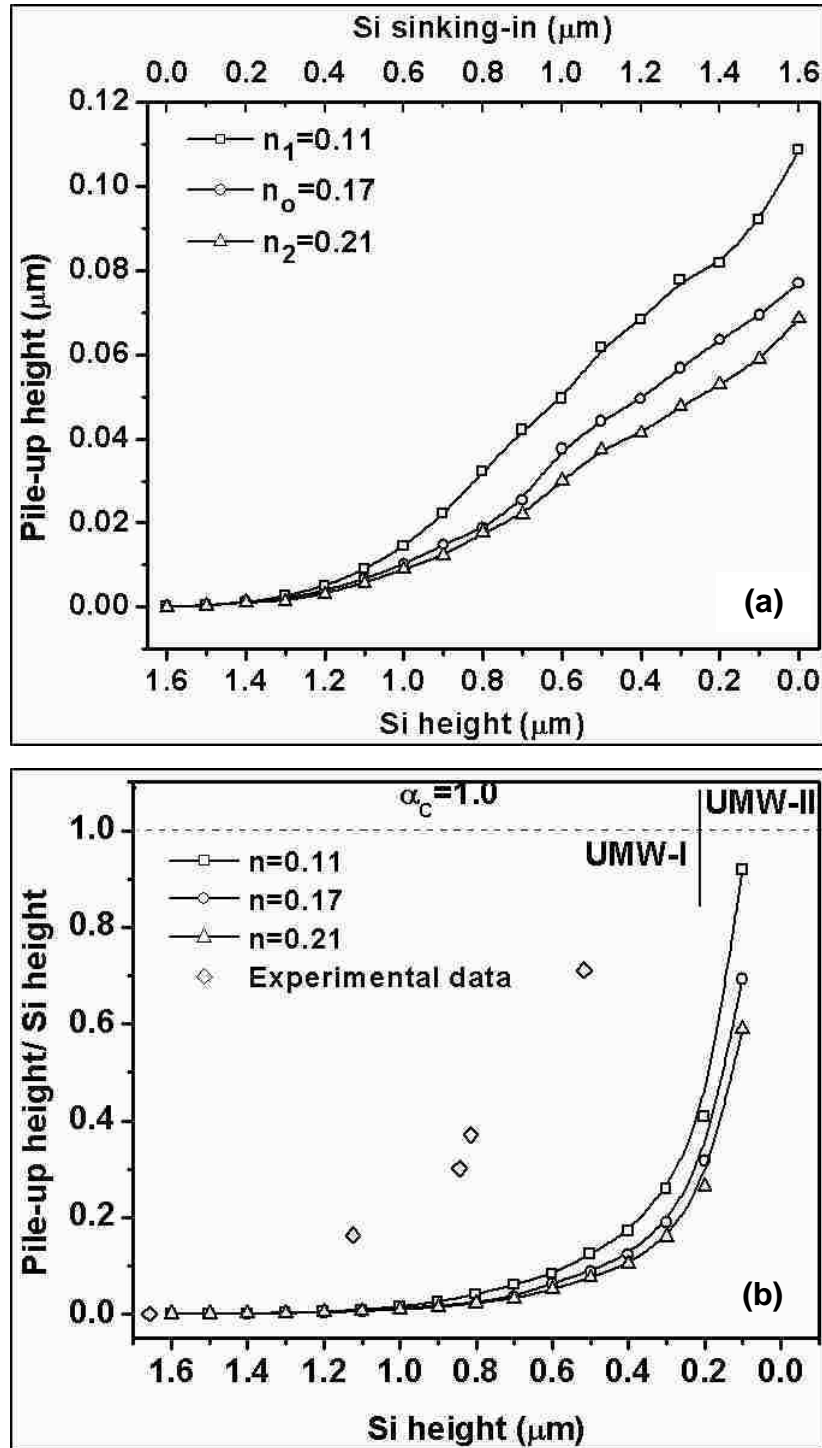 Si sinking-in (μm)
0.0 0.2 0.4 0.6 0.8 1.0 1.2 1.4 1.6
0.12
0.10
0.08
0.06
0.04
0.02
0.00
Pile-up height (μm)
n₁=0.11
nₒ=0.17
n₂=0.21
(a)
1.6 1.4 1.2 1.0 0.8 0.6 0.4 0.2 0.0
Si height (μm)
α_C=1.0
UMW-II
UMW-I
1.0
0.8
0.6
0.4
0.2
0.0
Pile-up height/ Si height
n=0.11
n=0.17
n=0.21
Experimental data
(b)
1.6 1.4 1.2 1.0 0.8 0.6 0.4 0.2 0.0
Si height (μm)